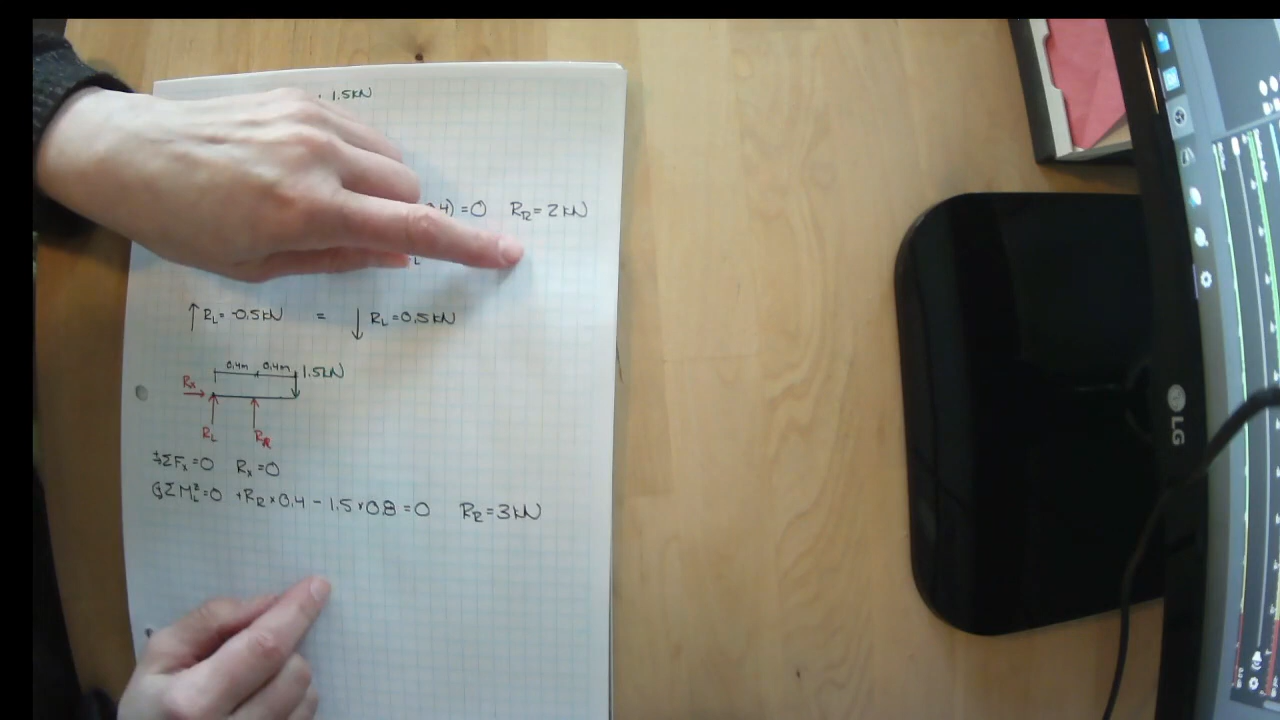 1.5kN
4) = 0 R_R = 2kN
L
↑ R_L = -0.5kN = ↓ R_L = 0.5kN
0.4m 0.4m 1.5kN
R_x
R_L R_R
+→ΣF_x = 0 R_x = 0
ΣM_L^z = 0 +R_R × 0.4 - 1.5 × 0.8 = 0 R_R = 3kN
LG